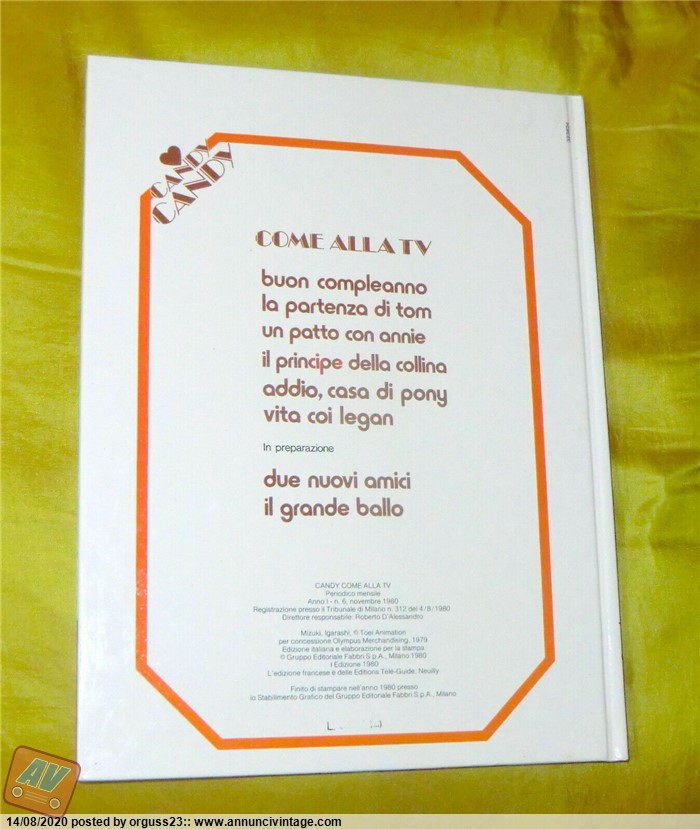 CANDY
CANDY
COME ALLA TV
buon compleanno
la partenza di tom
un patto con annie
il principe della collina
addio, casa di pony
vita coi legan
In preparazione
due nuovi amici
il grande ballo
CANDY COME ALLA TV
Periodico mensile
Anno I - n. 6, novembre 1980
Registrazione presso il Tribunale di Milano n. 312 del 4/8/1980
Direttore responsabile: Roberto D'Alessandro
Mizuki, Igarashi, © Toei Animation
per concessione Olympus Merchandising, 1979
Edizione italiana e elaborazione per la stampa
© Gruppo Editoriale Fabbri S.p.A., Milano 1980
I Edizione 1980
L'edizione francese è delle Editions Télé-Guide, Neuilly
Finito di stampare nell'anno 1980 presso
lo Stabilimento Grafico del Gruppo Editoriale Fabbri S.p.A., Milano
AV
14/08/2020 posted by orguss23:: www.annuncivintage.com